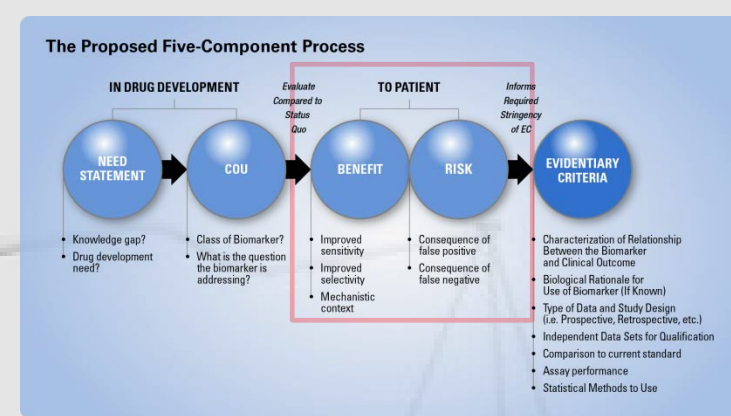 The Proposed Five-Component Process
IN DRUG DEVELOPMENT
Evaluate
Compared to
Status
Quo
TO PATIENT
Informs
Required
Stringency
of EC
NEED
STATEMENT
COU
BENEFIT
RISK
EVIDENTIARY
CRITERIA
• Knowledge gap?
• Drug development
need?
• Class of Biomarker?
• What is the question
the biomarker is
addressing?
• Improved
sensitivity
• Improved
selectivity
• Mechanistic
context
• Consequence of
false positive
• Consequence of
false negative
• Characterization of Relationship
Between the Biomarker
and Clinical Outcome
• Biological Rationale for
Use of Biomarker (If Known)
• Type of Data and Study Design
(i.e. Prospective, Retrospective, etc.)
• Independent Data Sets for Qualification
• Comparison to current standard
• Assay performance
• Statistical Methods to Use